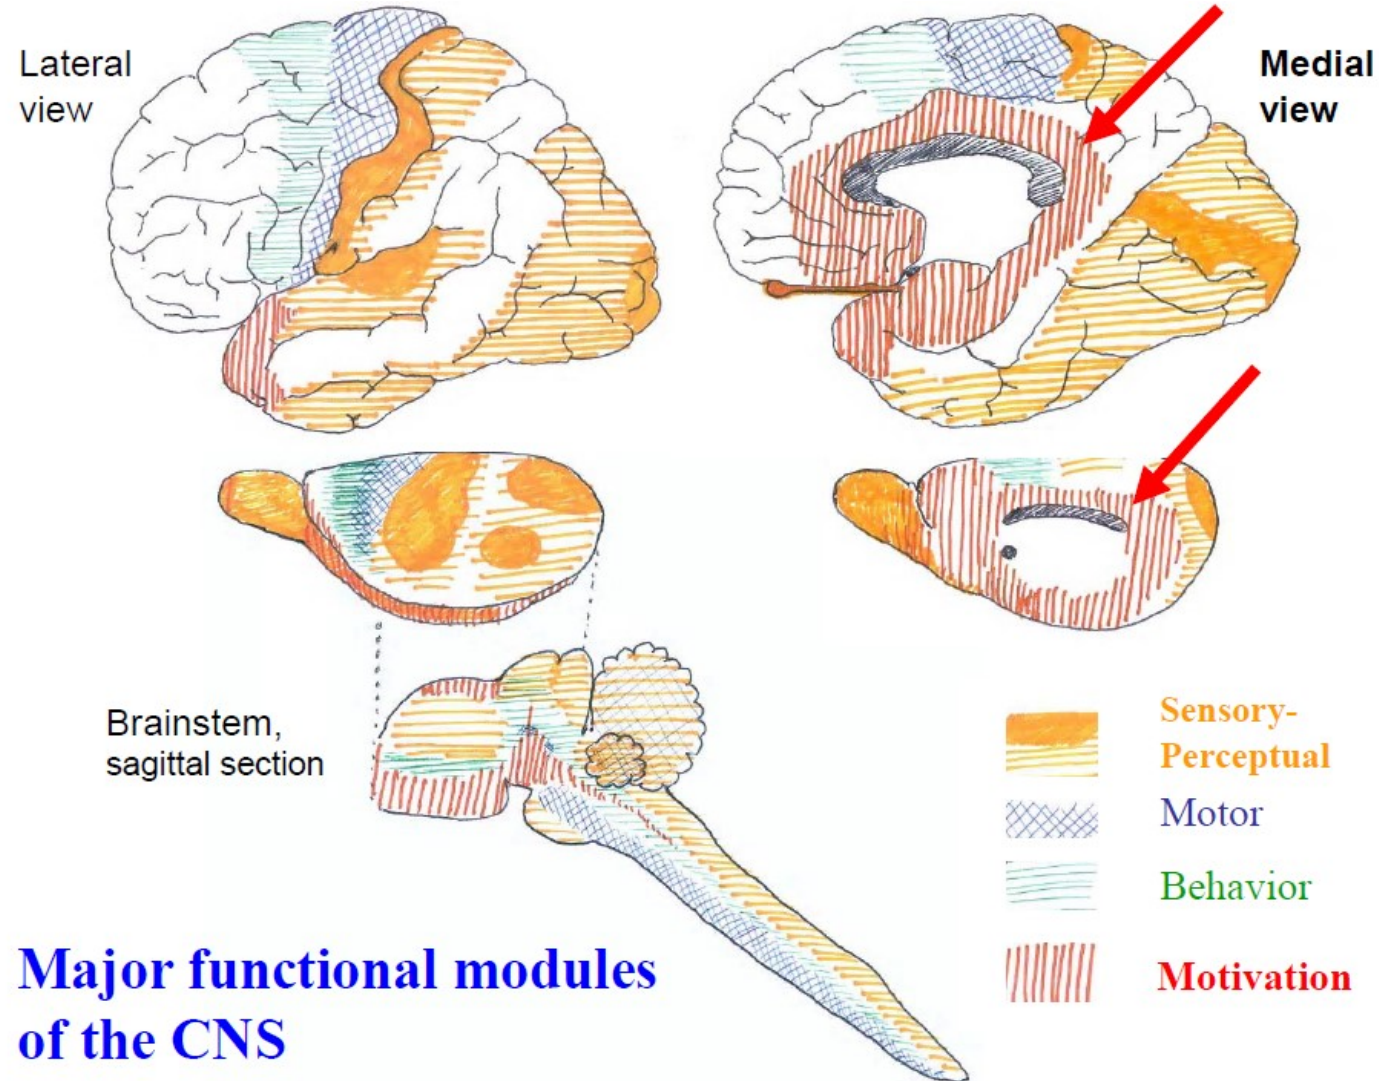 Lateral
view
Medial
view
Brainstem,
sagittal section
Sensory-
Perceptual
Motor
Behavior
Motivation
Major functional modules
of the CNS